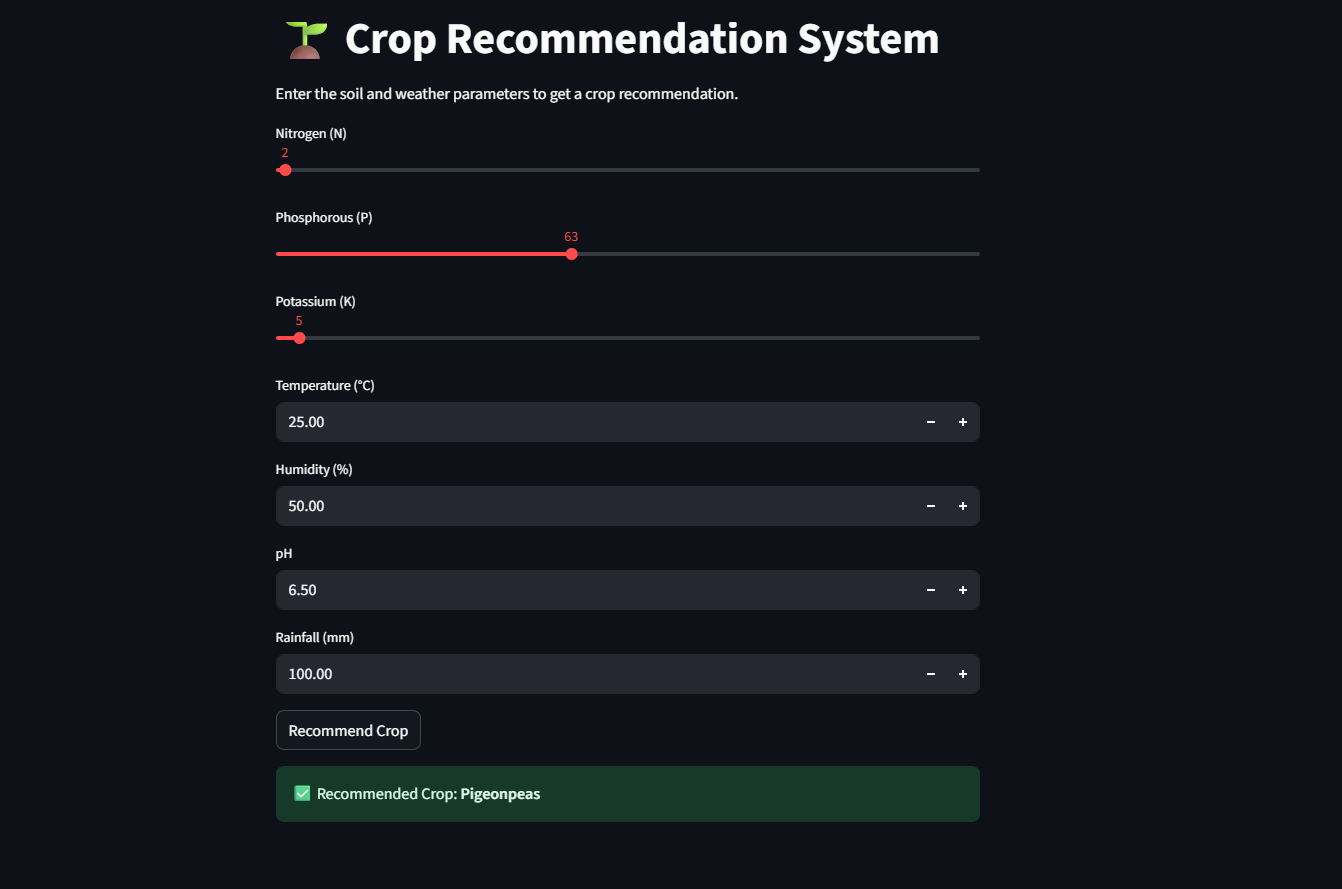 🌱 Crop Recommendation System
Enter the soil and weather parameters to get a crop recommendation.
Nitrogen (N)
2
Phosphorous (P)
63
Potassium (K)
5
Temperature (°C)
25.00 − +
Humidity (%)
50.00 − +
pH
6.50 − +
Rainfall (mm)
100.00 − +
Recommend Crop
✅ Recommended Crop: Pigeonpeas